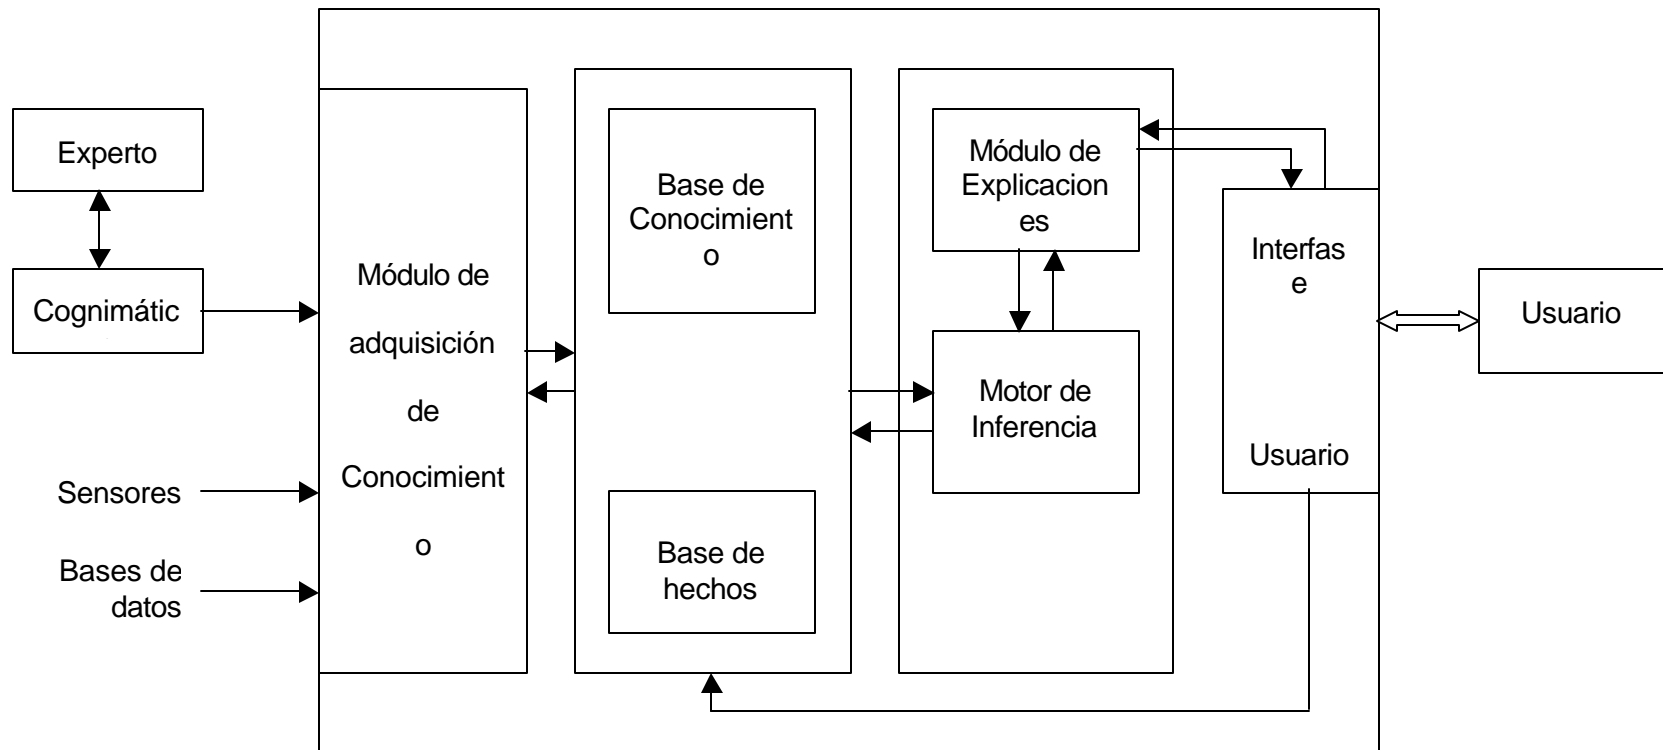 Experto
Cognimátic
Sensores
Bases de
datos
Módulo de
adquisición
de
Conocimient
o
Base de
Conocimient
o
Base de
hechos
Módulo de
Explicacion
es
Motor de
Inferencia
Interfas
e
Usuario
Usuario